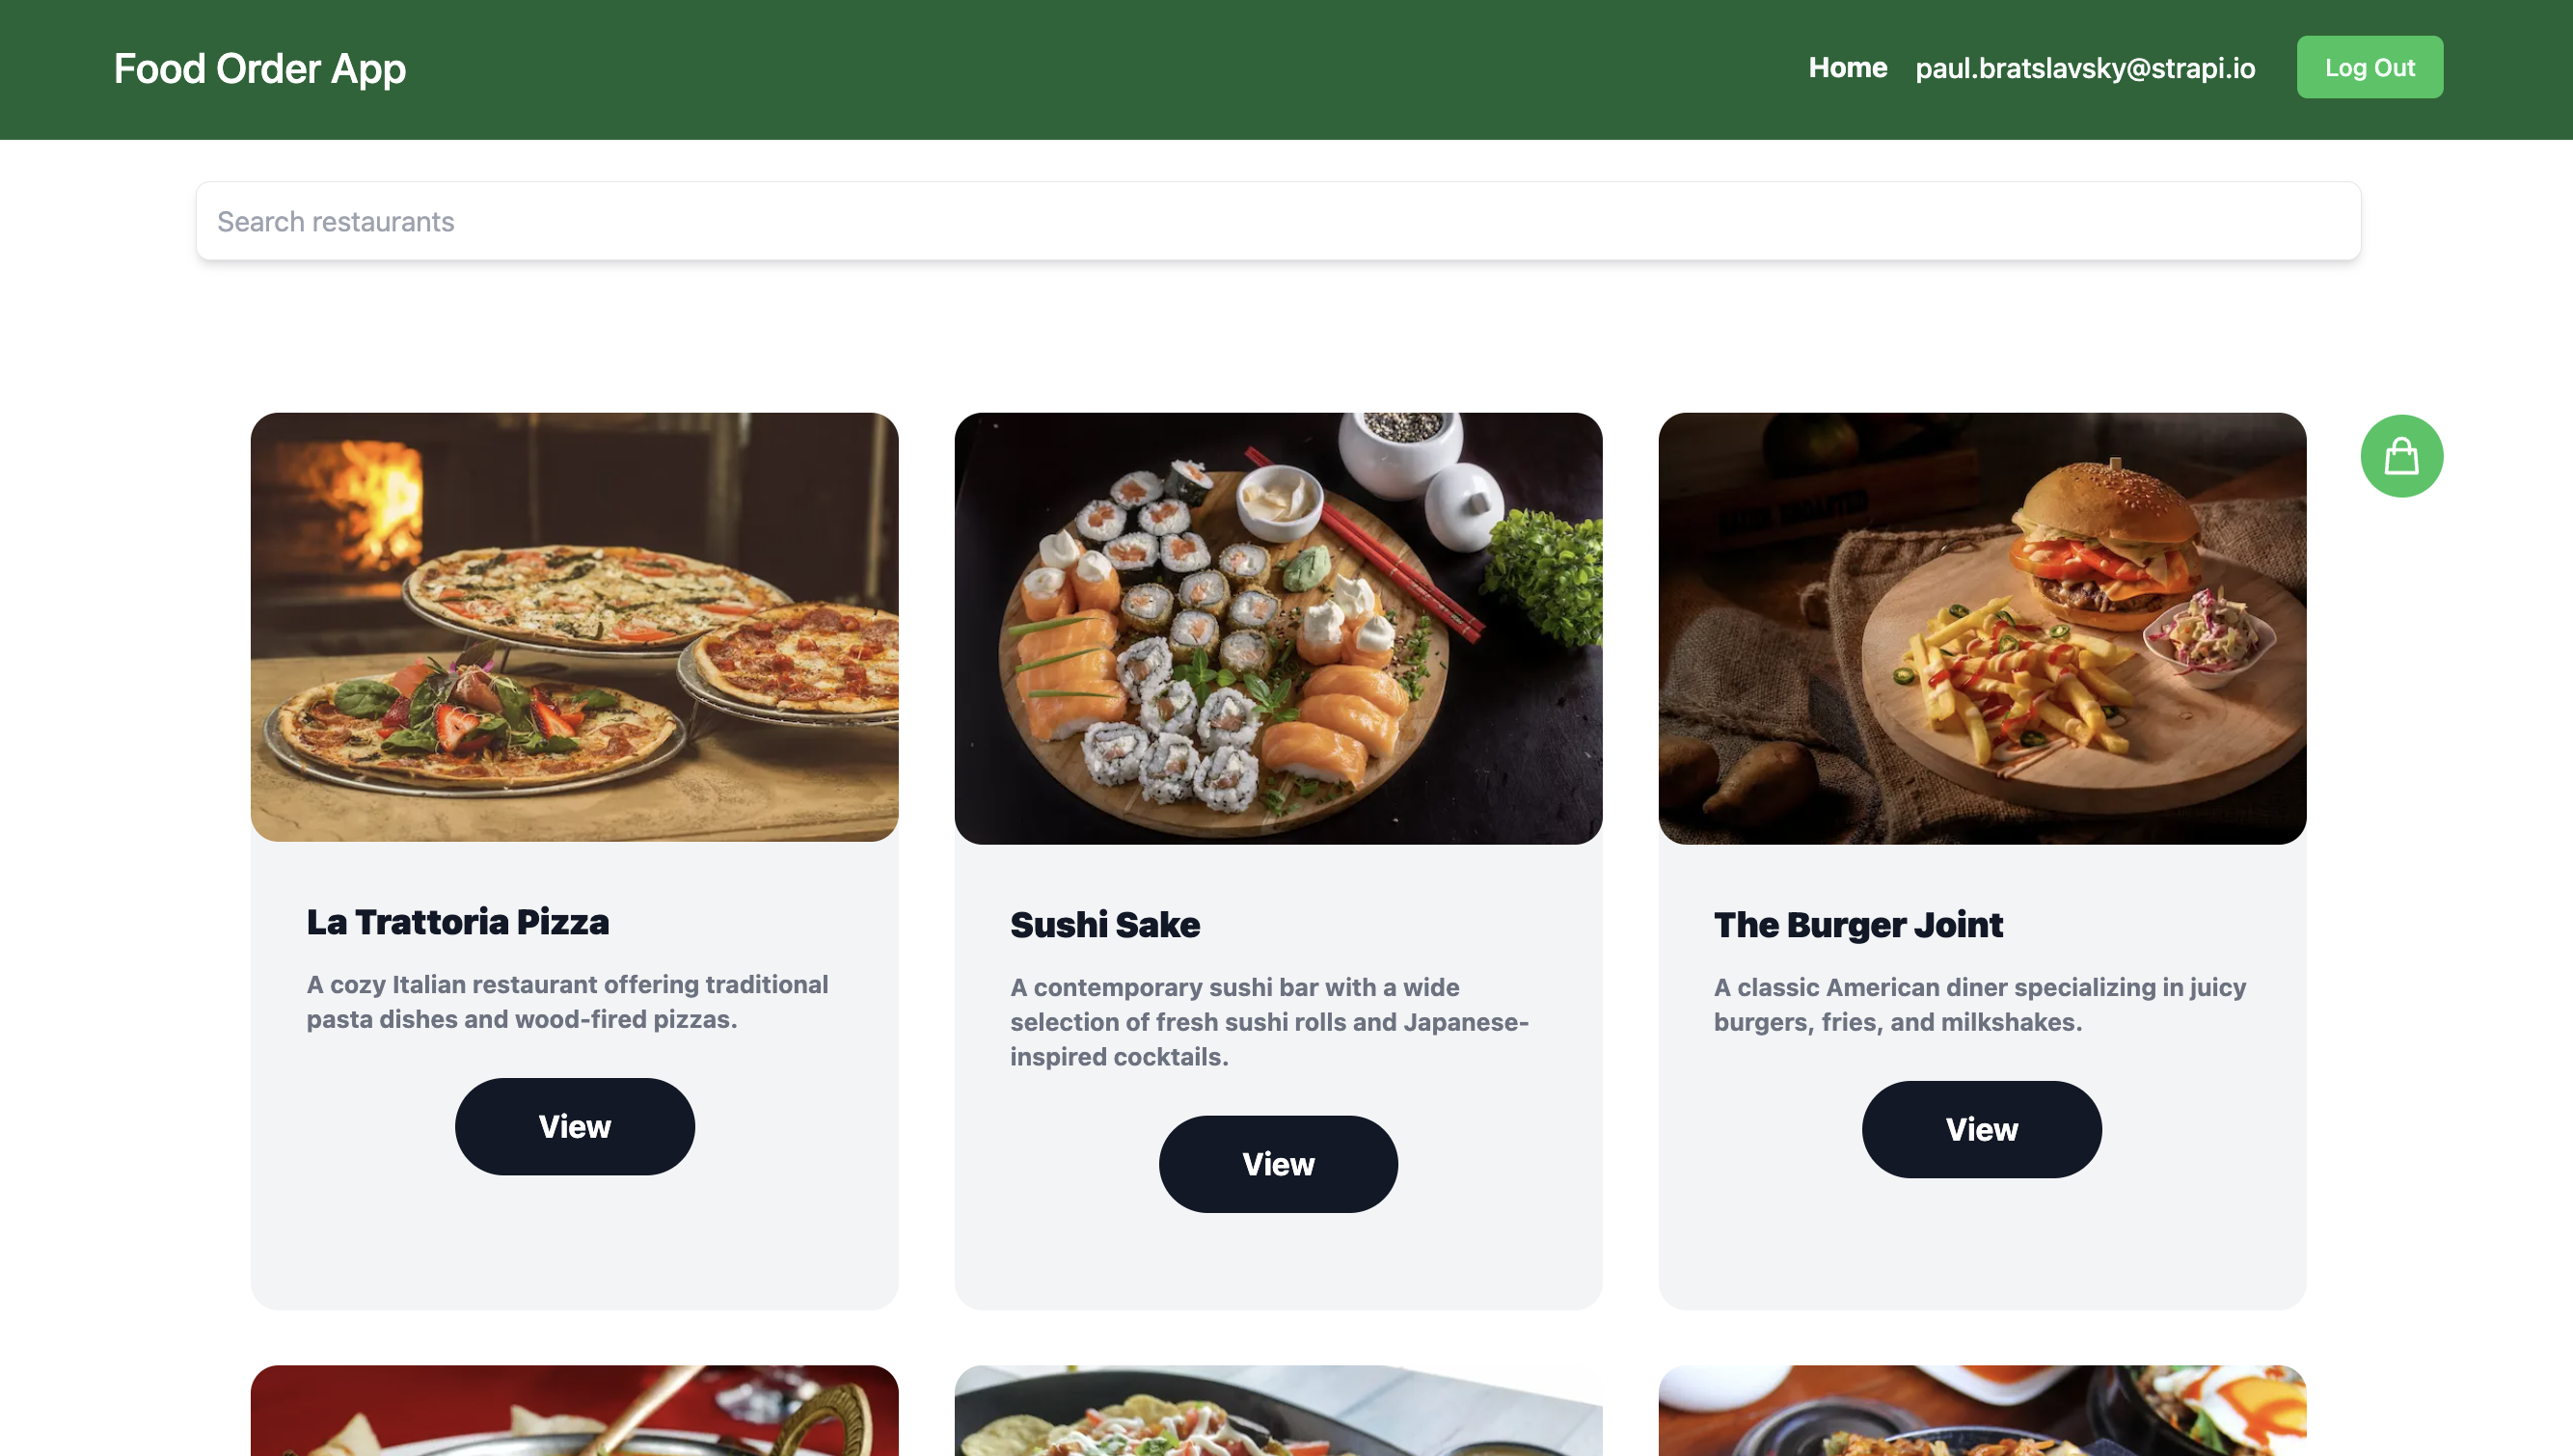 Food Order App
Home paul.bratslavsky@strapi.io Log Out
Search restaurants
La Trattoria Pizza
A cozy Italian restaurant offering traditional
pasta dishes and wood-fired pizzas.
View
Sushi Sake
A contemporary sushi bar with a wide
selection of fresh sushi rolls and Japanese-
inspired cocktails.
View
The Burger Joint
A classic American diner specializing in juicy
burgers, fries, and milkshakes.
View